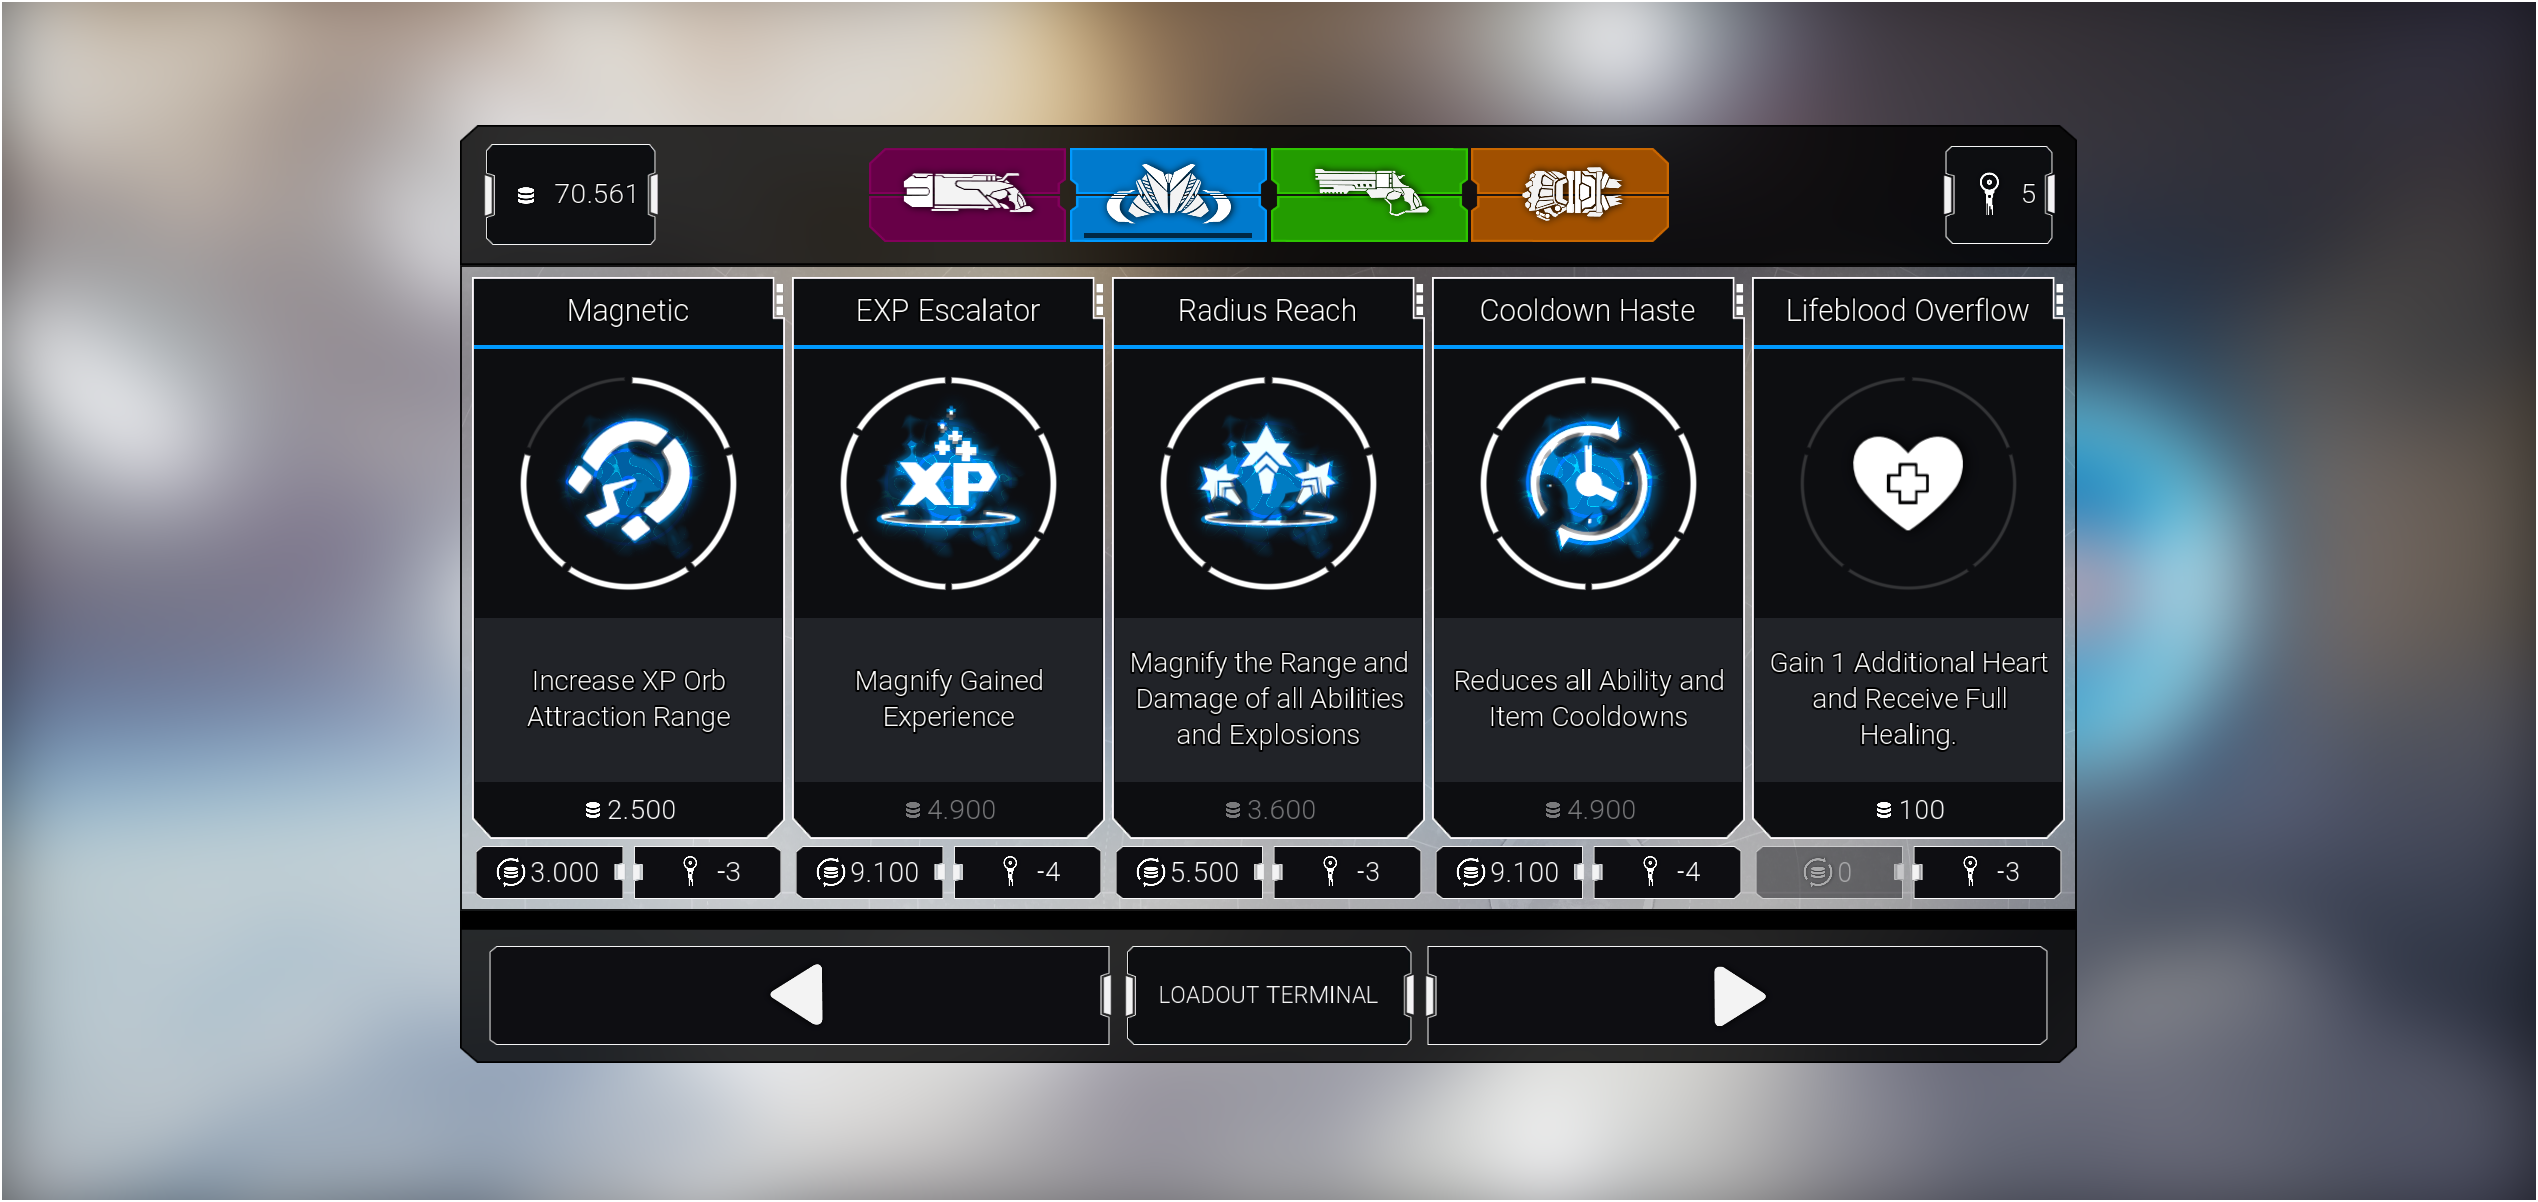 70.561
5
Magnetic
EXP Escalator
Radius Reach
Cooldown Haste
Lifeblood Overflow
XP
Increase XP Orb
Attraction Range
Magnify Gained
Experience
Magnify the Range and
Damage of all Abilities
and Explosions
Reduces all Ability and
Item Cooldowns
Gain 1 Additional Heart
and Receive Full
Healing.
2.500
4.900
3.600
4.900
100
3.000
-3
9.100
-4
5.500
-3
9.100
-4
0
-3
LOADOUT TERMINAL